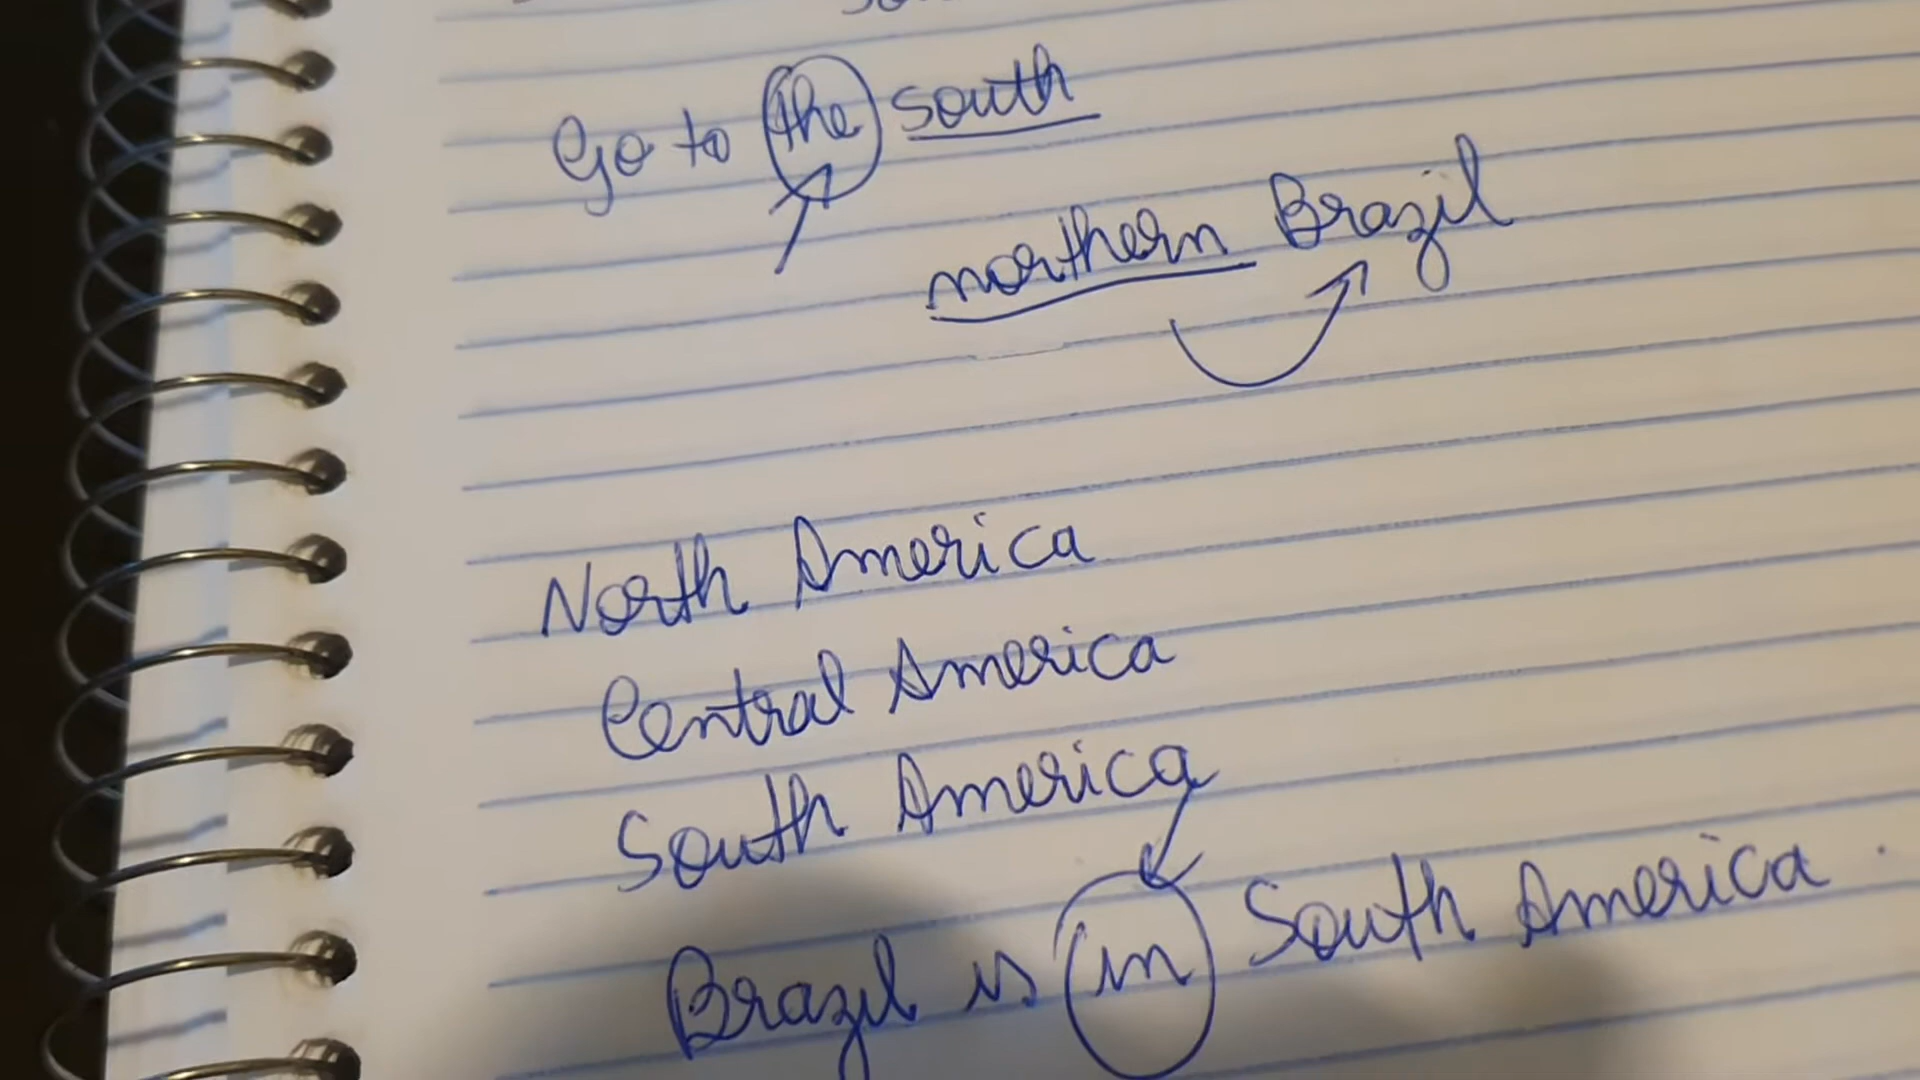 Go to the south
northern Brazil
North America
Central America
South America
Brazil is in South America.